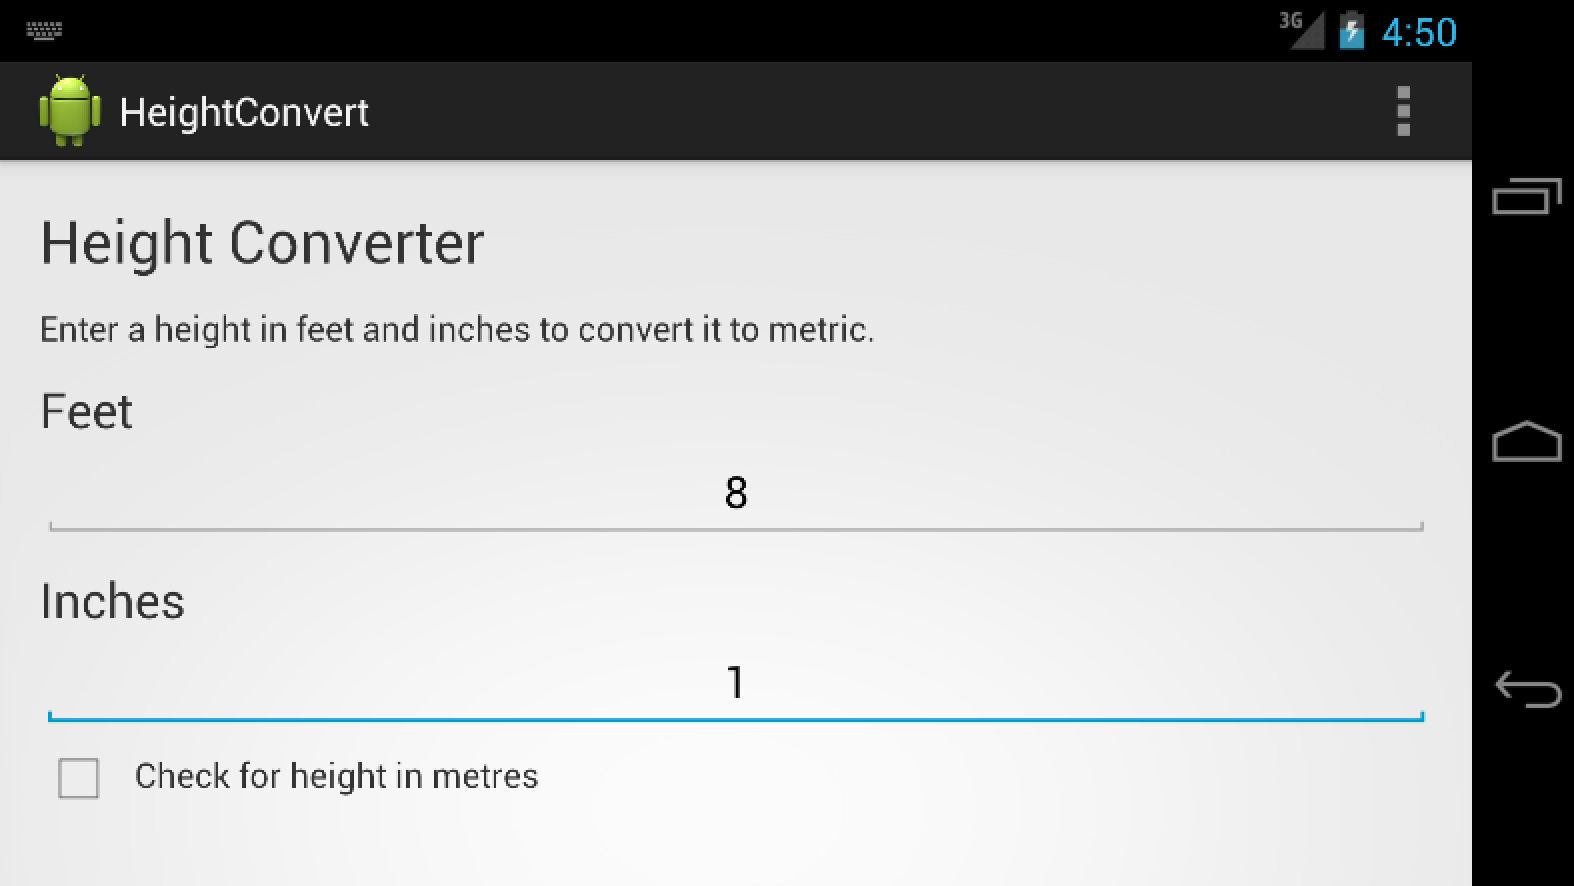 3G 4:50
HeightConvert
Height Converter
Enter a height in feet and inches to convert it to metric.
Feet
8
Inches
1
Check for height in metres